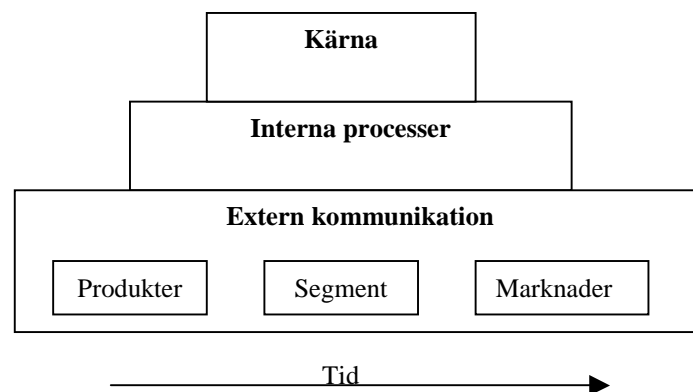 Kärna
Interna processer
Extern kommunikation
Produkter Segment Marknader
Tid